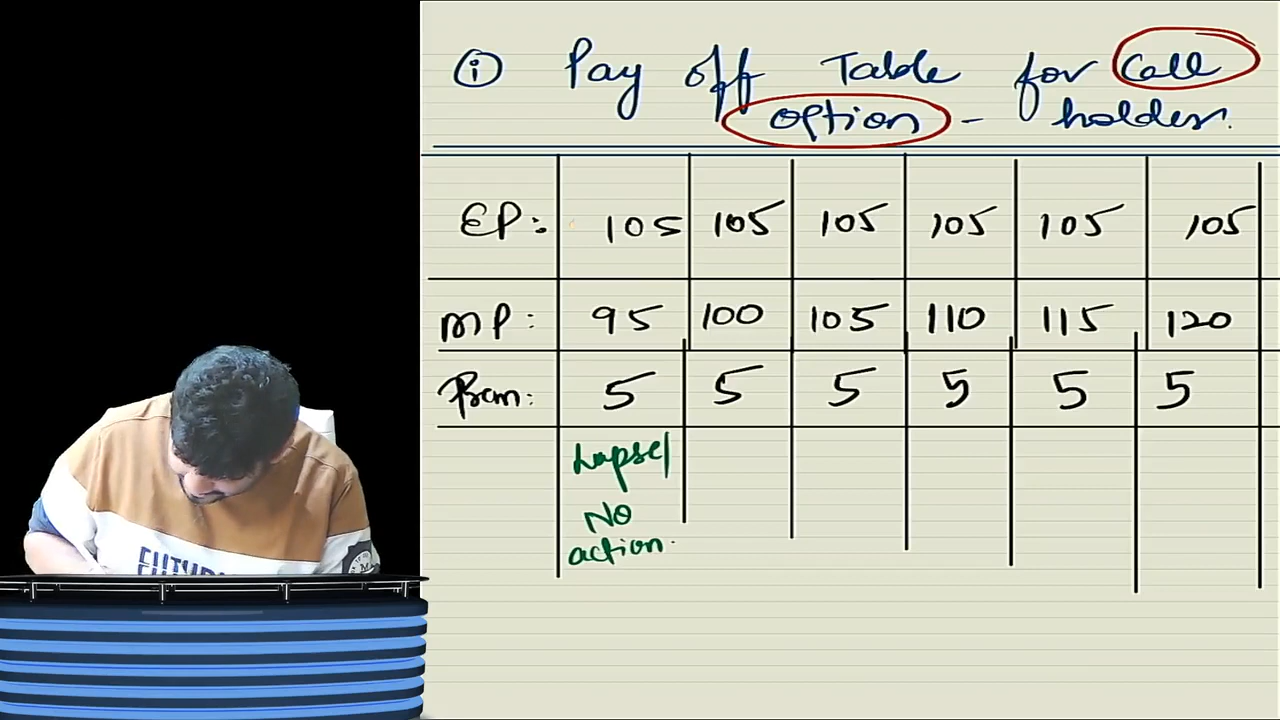 i Pay off Table for Call
option - holder.
EP: 105 105 105 105 105 105
MP: 95 100 105 110 115 120
Prem: 5 5 5 5 5 5
Lapse/
No
action.